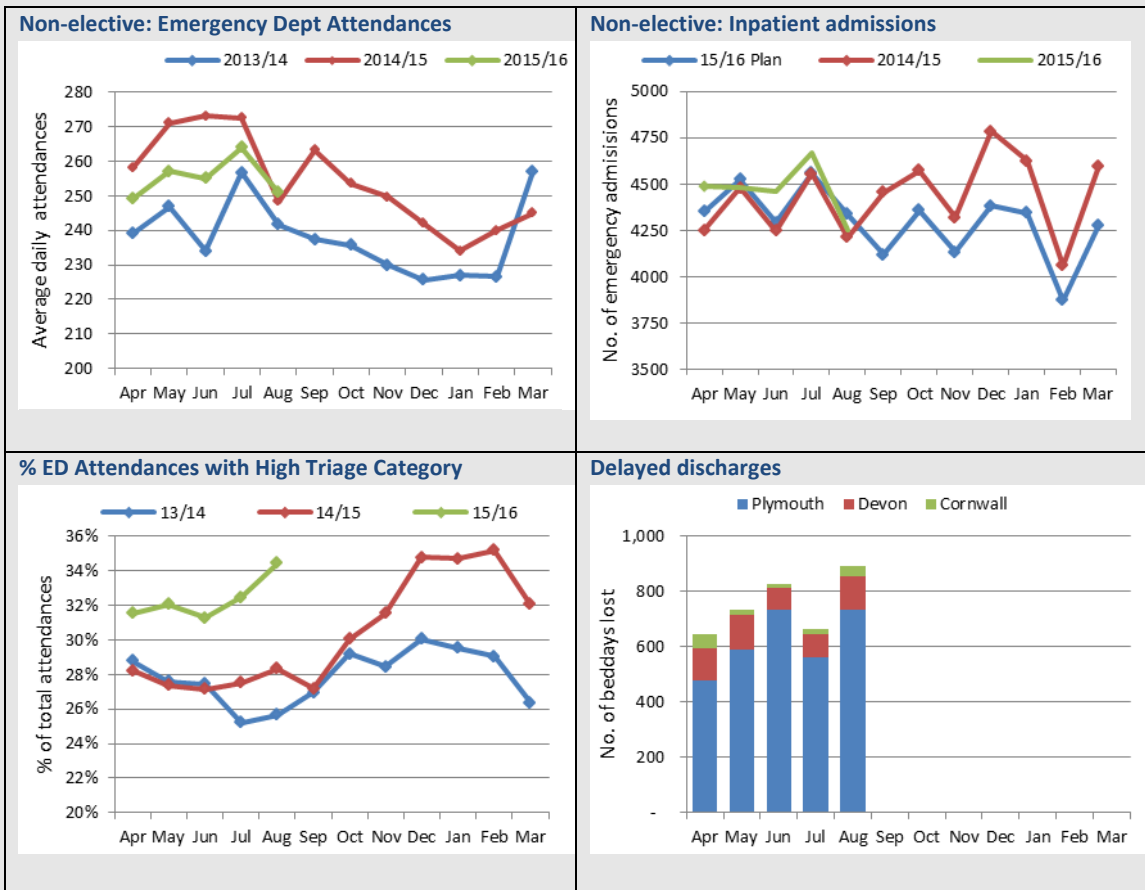 Non-elective: Emergency Dept Attendances
2013/14 2014/15 2015/16
Average daily attendances
280
270
260
250
240
230
220
210
200
Apr May Jun Jul Aug Sep Oct Nov Dec Jan Feb Mar
Non-elective: Inpatient admissions
15/16 Plan 2014/15 2015/16
No. of emergency admisisions
5000
4750
4500
4250
4000
3750
3500
Apr May Jun Jul Aug Sep Oct Nov Dec Jan Feb Mar
% ED Attendances with High Triage Category
13/14 14/15 15/16
% of total attendances
36%
34%
32%
30%
28%
26%
24%
22%
20%
Apr May Jun Jul Aug Sep Oct Nov Dec Jan Feb Mar
Delayed discharges
Plymouth Devon Cornwall
No. of beddays lost
1,000
800
600
400
200
-
Apr May Jun Jul Aug Sep Oct Nov Dec Jan Feb Mar